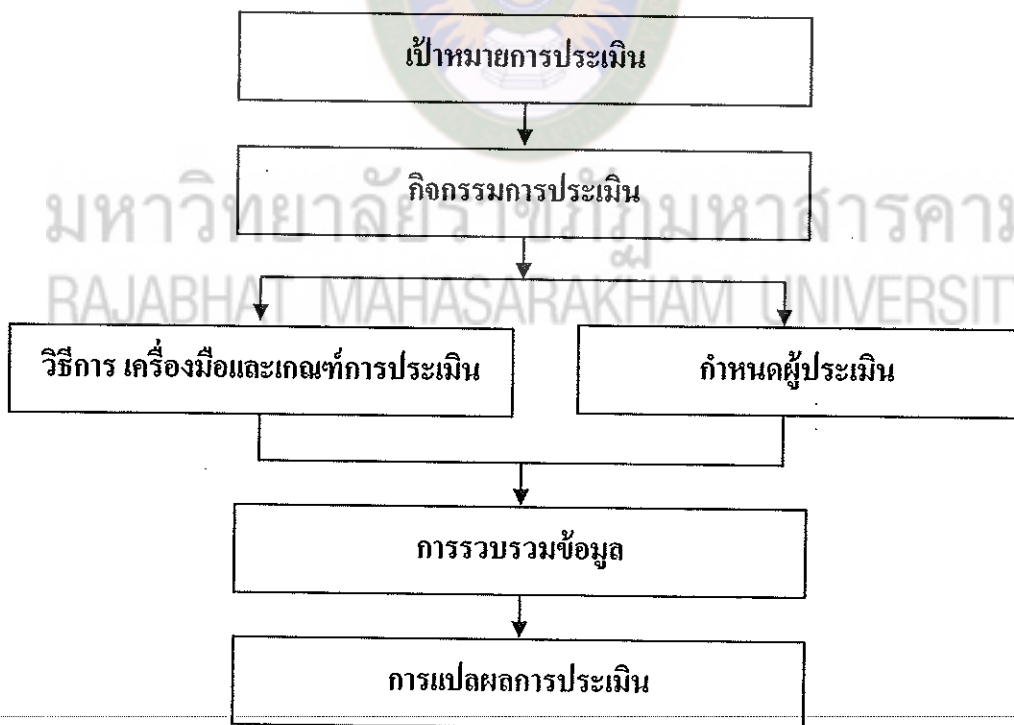 เป้าหมายการประเมิน
กิจกรรมการประเมิน
มหาวิทยาลัยราชภัฏมหาสารคาม
RAJABHAT MAHASARAKHAM UNIVERSIT
วิธีการ เครื่องมือและเกณฑ์การประเมิน
กำหนดผู้ประเมิน
การรวบรวมข้อมูล
การแปลผลการประเมิน